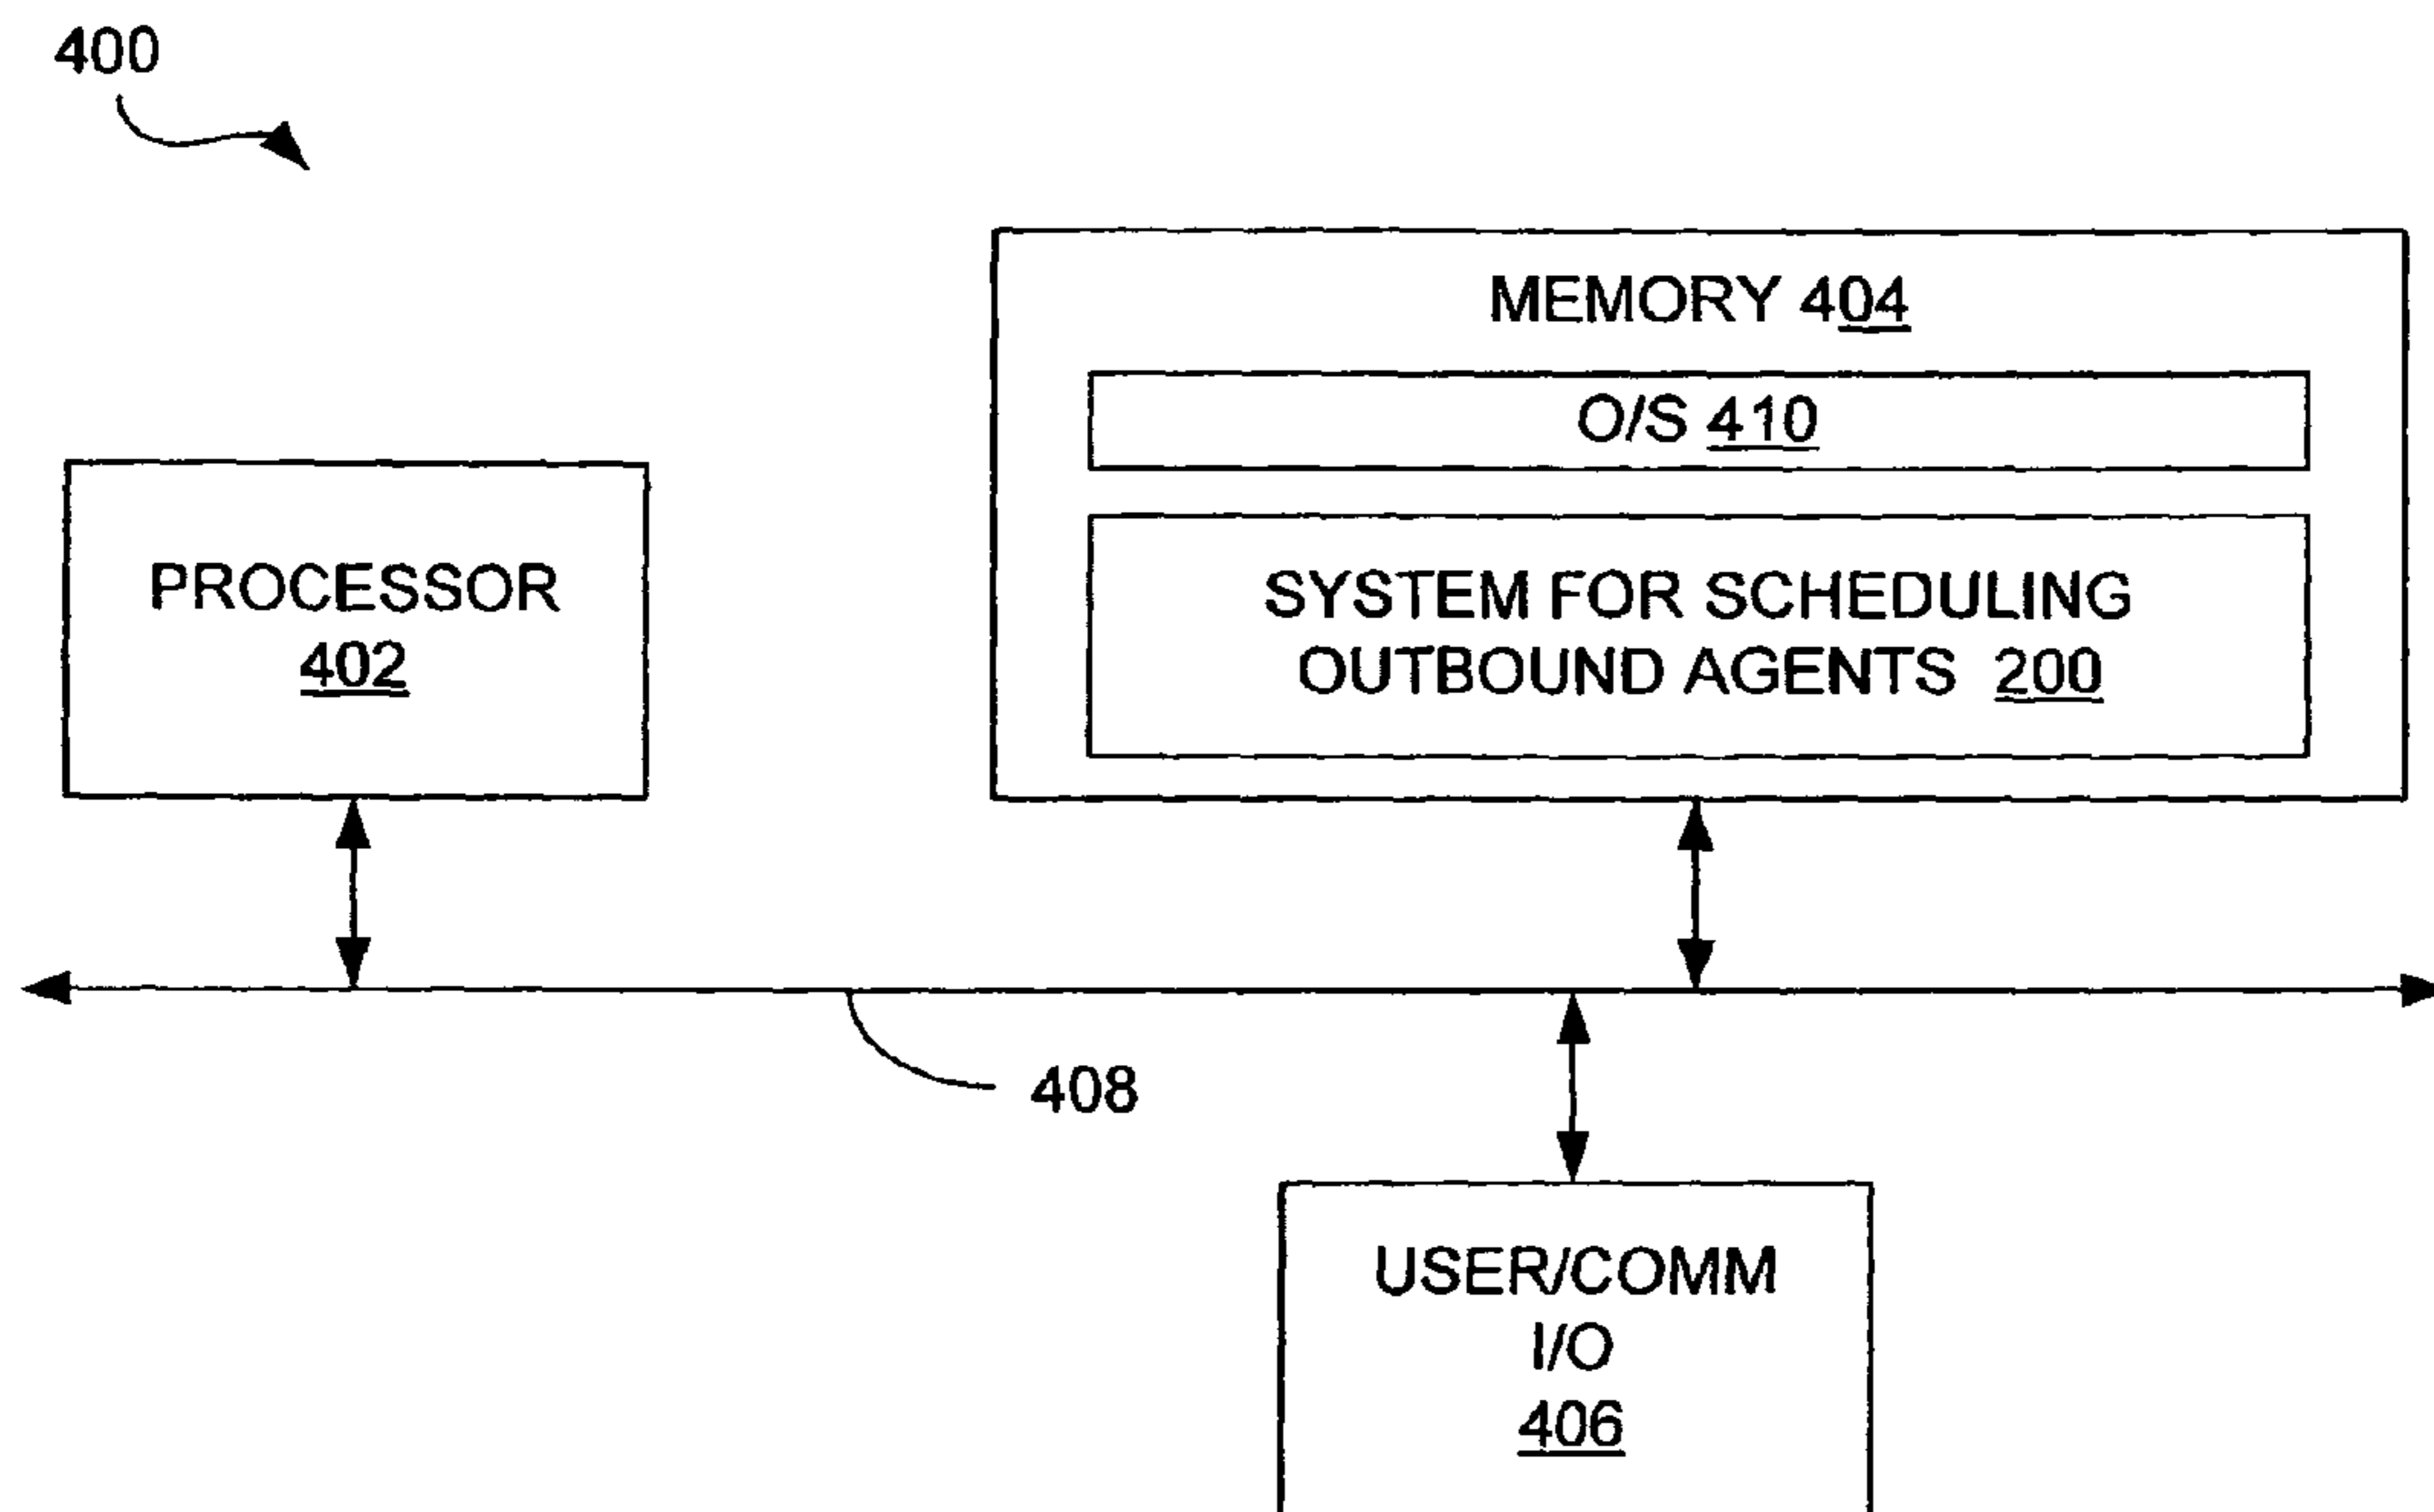 400
MEMORY 404
O/S 410
PROCESSOR
402
SYSTEM FOR SCHEDULING
OUTBOUND AGENTS 200
408
USER/COMM
I/O
406